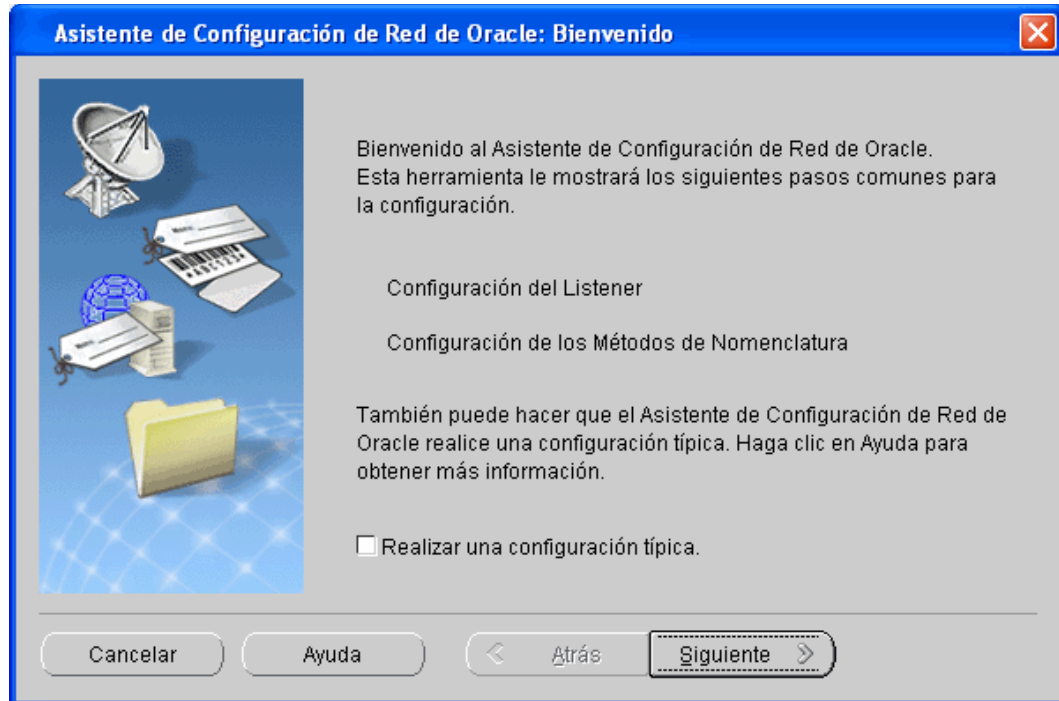 Asistente de Configuración de Red de Oracle: Bienvenido
Bienvenido al Asistente de Configuración de Red de Oracle.
Esta herramienta le mostrará los siguientes pasos comunes para
la configuración.
Configuración del Listener
Configuración de los Métodos de Nomenclatura
También puede hacer que el Asistente de Configuración de Red de
Oracle realice una configuración típica. Haga clic en Ayuda para
obtener más información.
Realizar una configuración típica.
Cancelar
Ayuda
Atrás
Siguiente